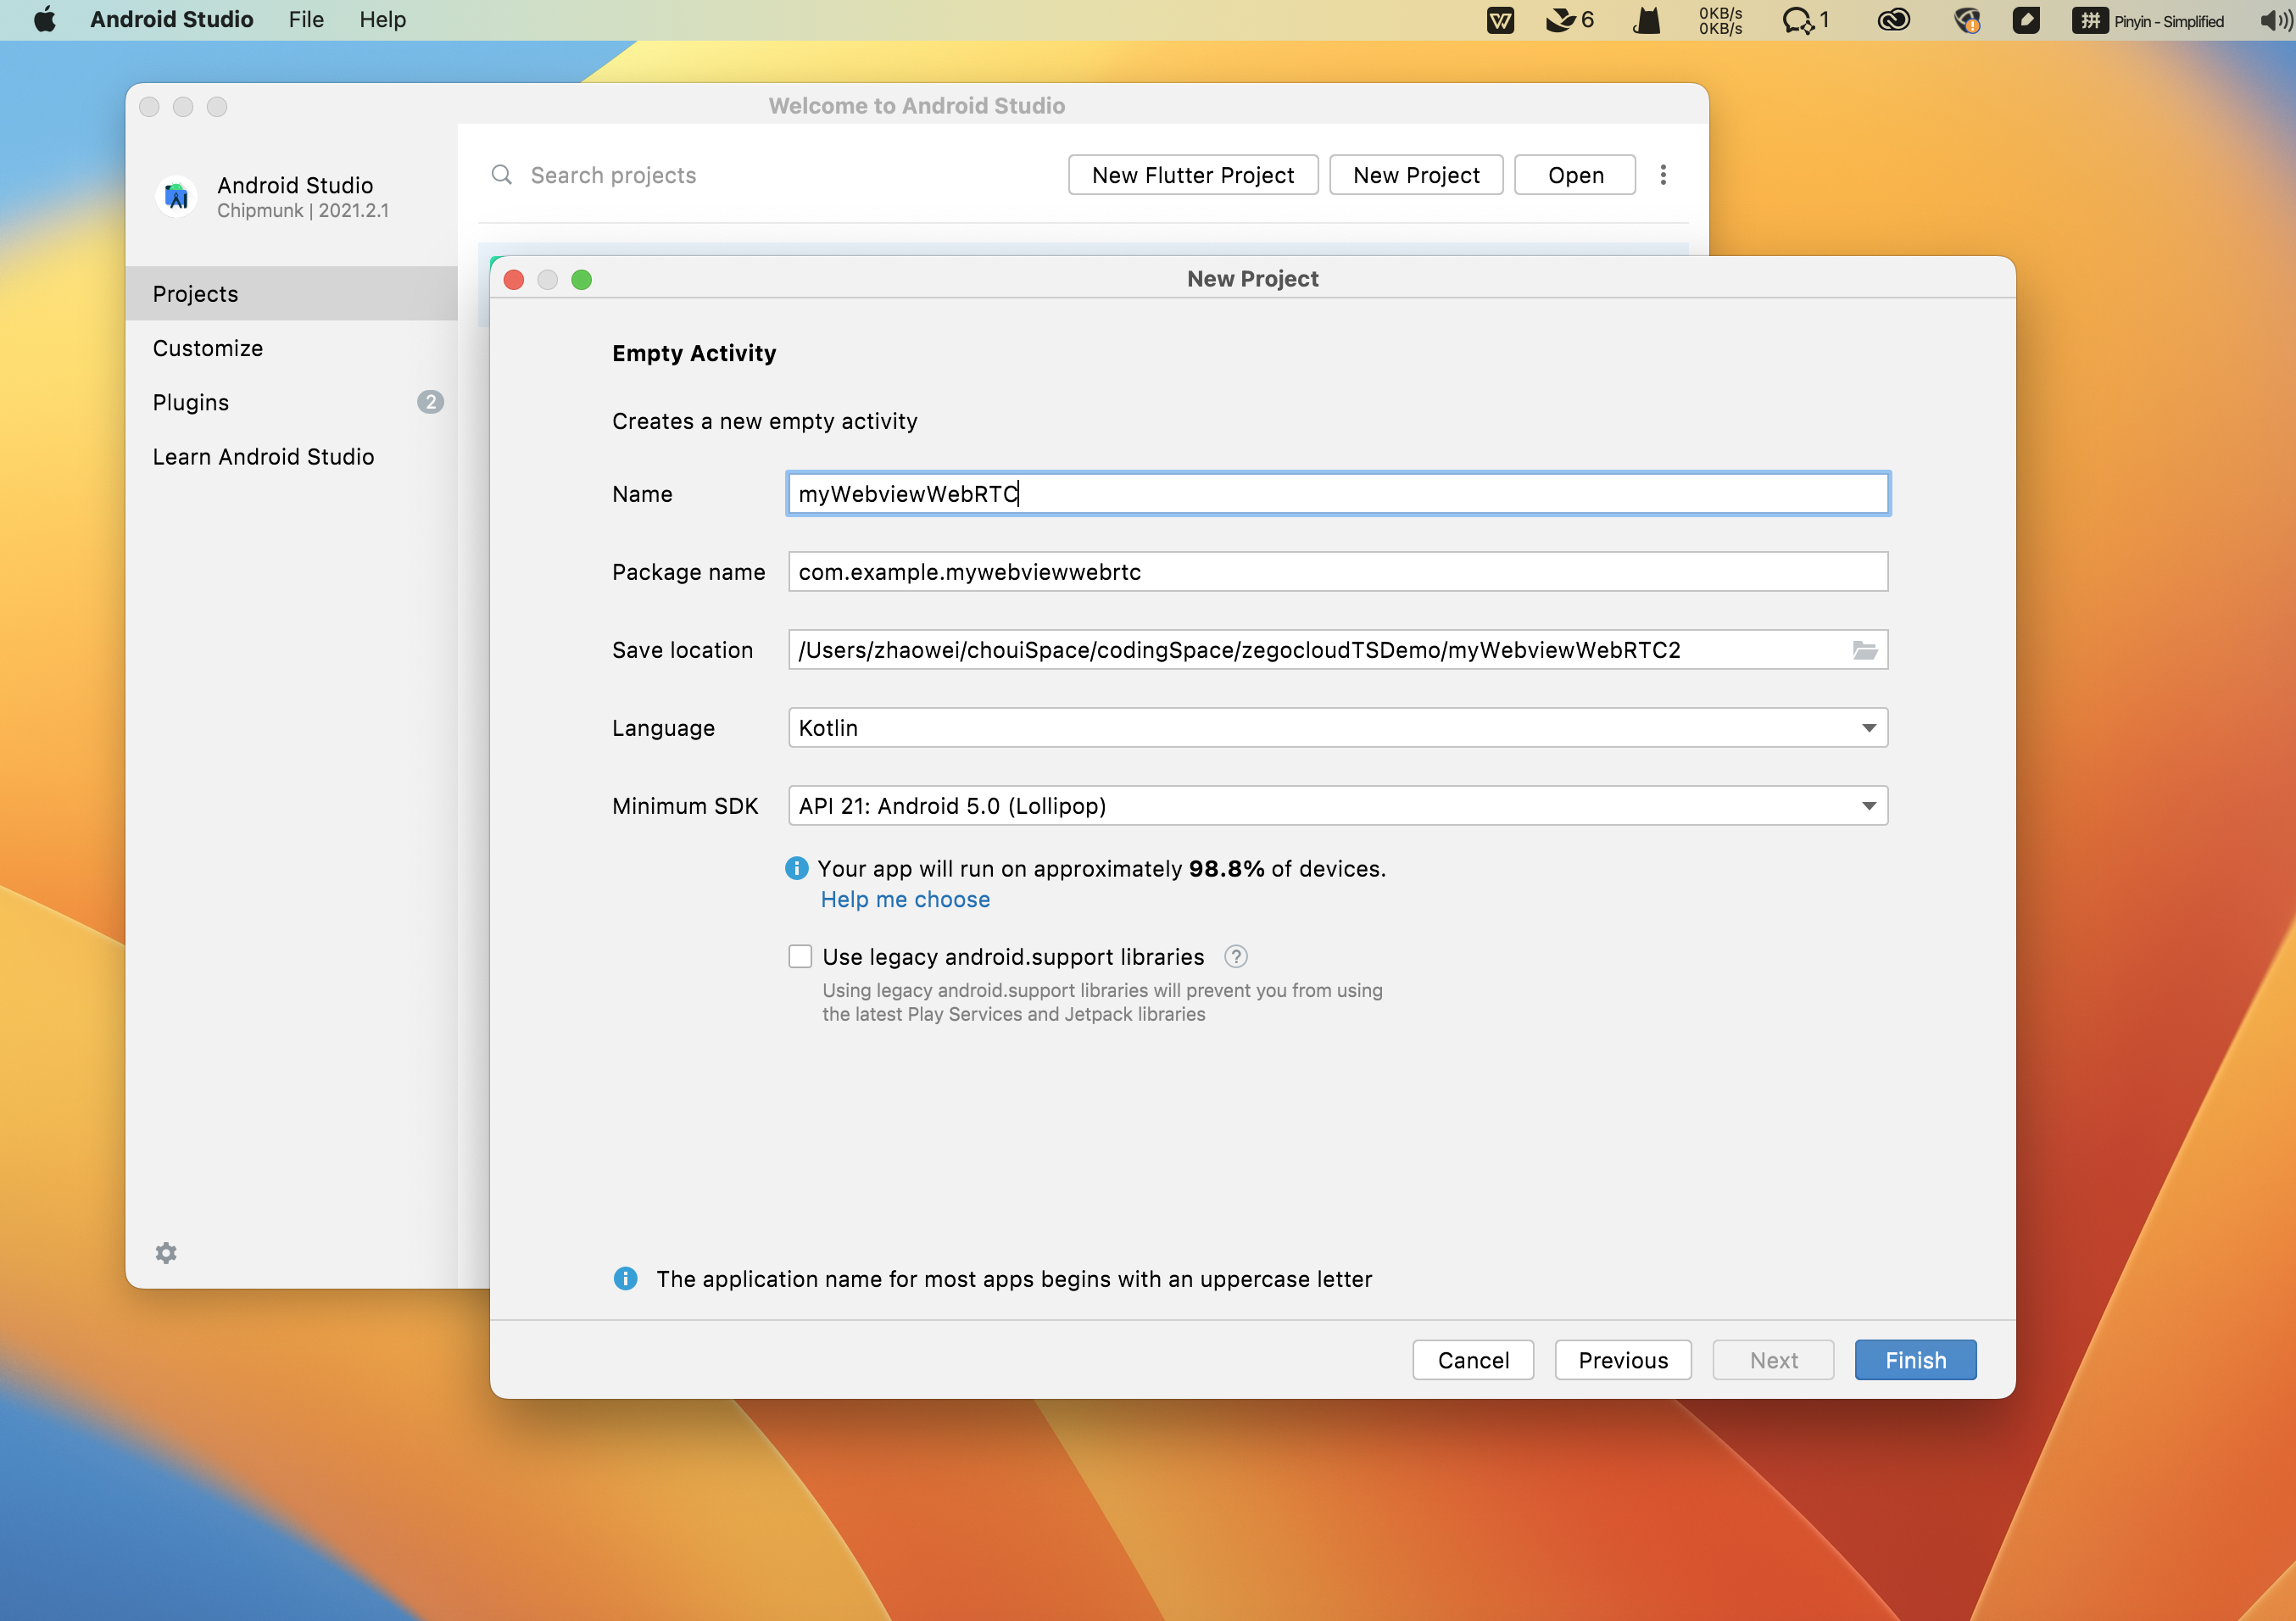 Android Studio File Help
6
0KB/s
0KB/s
1
拼 Pinyin - Simplified
Welcome to Android Studio
Android Studio
Chipmunk | 2021.2.1
Search projects
New Flutter Project
New Project
Open
Projects
Customize
Plugins 2
Learn Android Studio
New Project
Empty Activity
Creates a new empty activity
Name myWebviewWebRTC
Package name com.example.mywebviewwebrtc
Save location /Users/zhaowei/chouiSpace/codingSpace/zegocloudTSDemo/myWebviewWebRTC2
Language Kotlin
Minimum SDK API 21: Android 5.0 (Lollipop)
Your app will run on approximately 98.8% of devices.
Help me choose
Use legacy android.support libraries ?
Using legacy android.support libraries will prevent you from using
the latest Play Services and Jetpack libraries
The application name for most apps begins with an uppercase letter
Cancel
Previous
Next
Finish